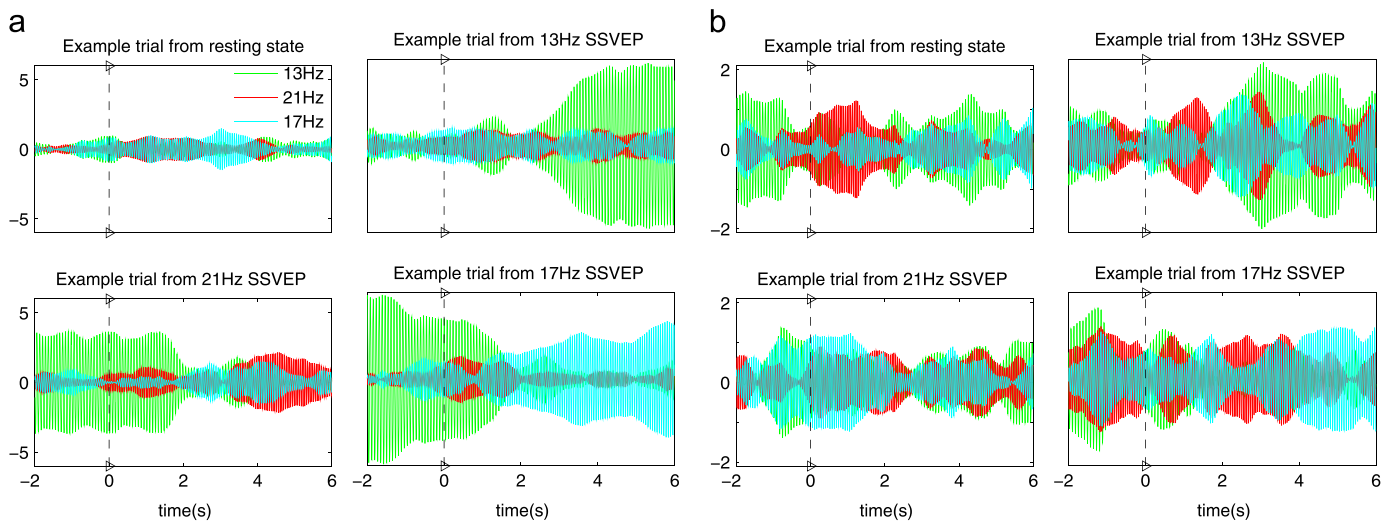 a
b
Example trial from resting state
Example trial from 13Hz SSVEP
Example trial from resting state
Example trial from 13Hz SSVEP
5
0
−5
13Hz
21Hz
17Hz
2
0
−2
Example trial from 21Hz SSVEP
Example trial from 17Hz SSVEP
Example trial from 21Hz SSVEP
Example trial from 17Hz SSVEP
5
0
−5
2
0
−2
−2 0 2 4 6
−2 0 2 4 6
−2 0 2 4 6
−2 0 2 4 6
time(s)
time(s)
time(s)
time(s)